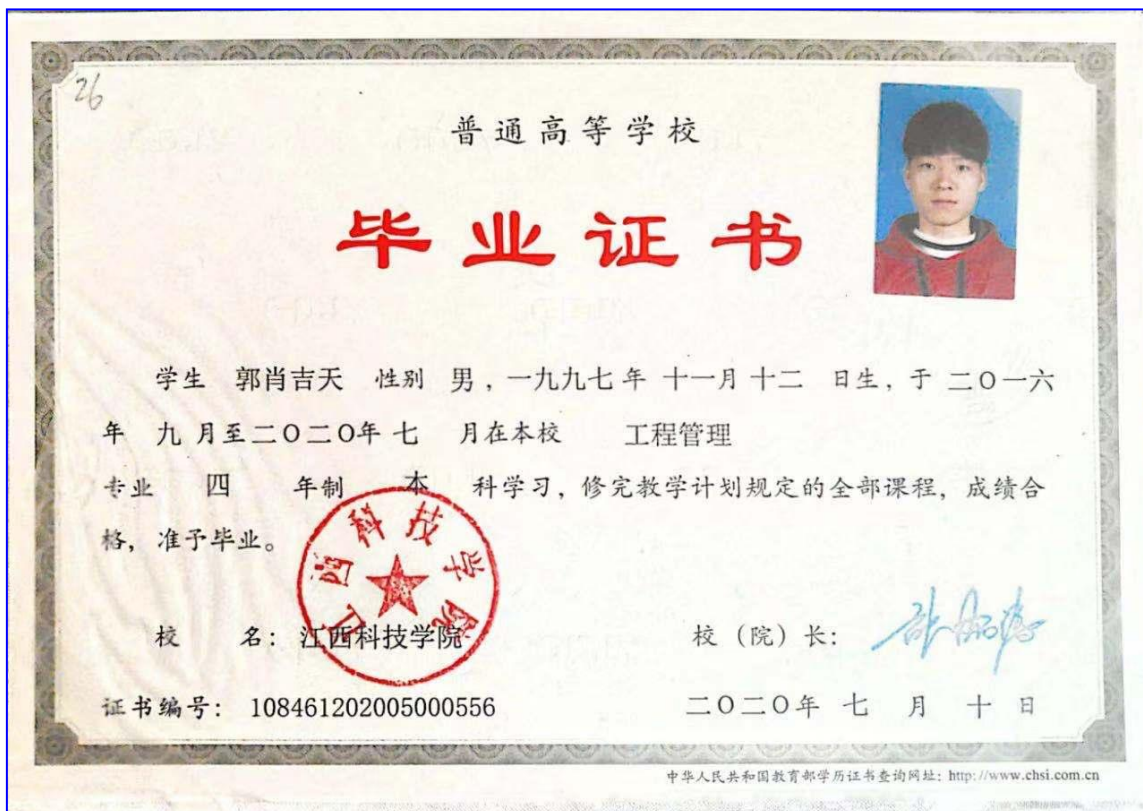 26
普通高等学校
毕业证书
学生 郭肖吉天 性别 男，一九九七年 十一月 十二 日生，于 二〇一六
年 九 月至二〇二〇年 七 月在本校 工程管理
专业 四 年制 本 科学习，修完教学计划规定的全部课程，成绩合
格，准予毕业。
江西科技学院
校 名：江西科技学院 校（院）长：
证书编号：108461202005000556 二〇二〇年 七 月 十 日
中华人民共和国教育部学历证书查询网址：http://www.chsi.com.cn